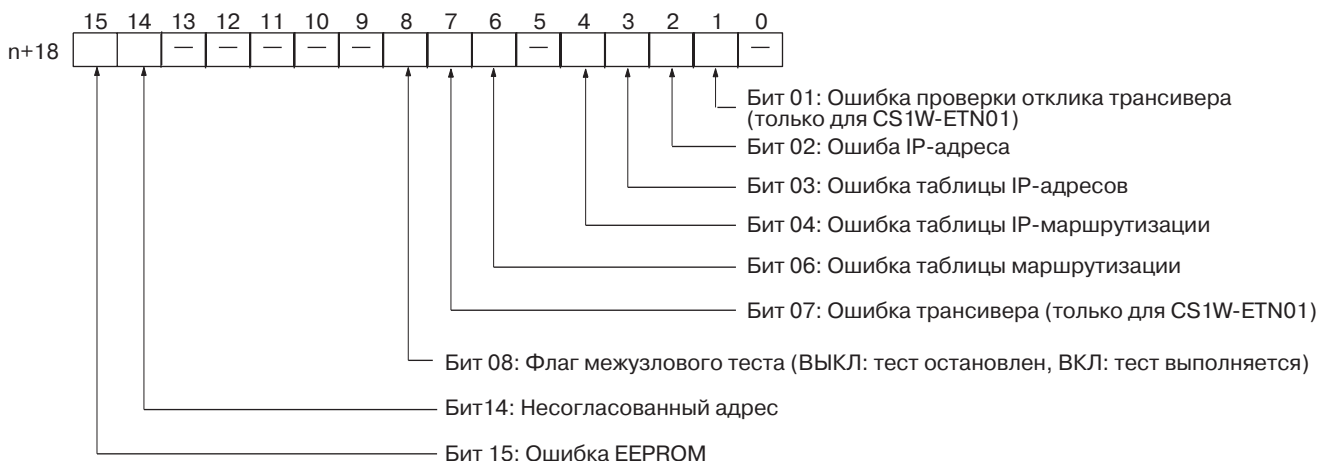 15 14 13 12 11 10 9 8 7 6 5 4 3 2 1 0
n+18 — — — — — — —
Бит 01: Ошибка проверки отклика трансивера
(только для CS1W-ETN01)
Бит 02: Ошиба IP-адреса
Бит 03: Ошибка таблицы IP-адресов
Бит 04: Ошибка таблицы IP-маршрутизации
Бит 06: Ошибка таблицы маршрутизации
Бит 07: Ошибка трансивера (только для CS1W-ETN01)
Бит 08: Флаг межузлового теста (ВЫКЛ: тест остановлен, ВКЛ: тест выполняется)
Бит14: Несогласованный адрес
Бит 15: Ошибка EEPROM